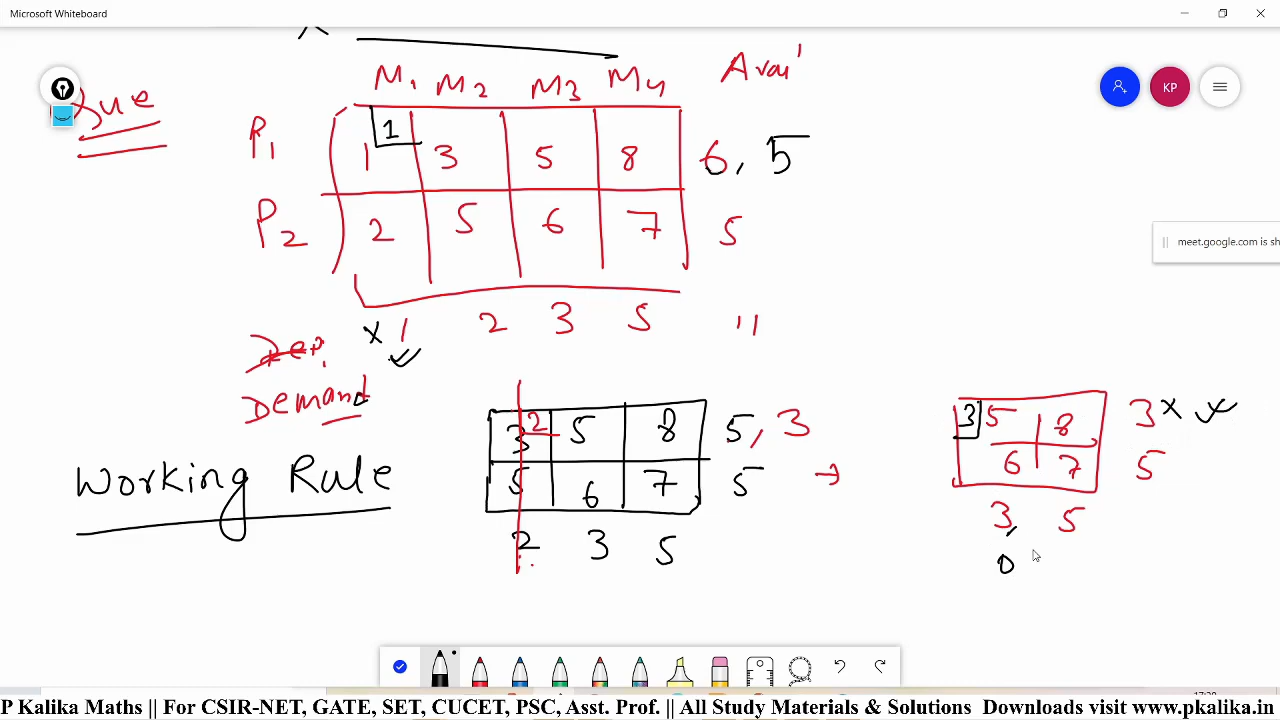 Microsoft Whiteboard
M1 M2 M3 M4 Avai'
Que
P1 1 1 3 5 8 6, 5
P2 2 5 6 7 5
x 1 2 3 5 11
Demand
KP
meet.google.com is sh
Working Rule
3 2 5 8 5, 3
5 6 7 5 →
2 3 5
3 5 8 3 x
6 7 5
3, 5
0
P Kalika Maths || For CSIR-NET, GATE, SET, CUCET, PSC, Asst. Prof. || All Study Materials & Solutions Downloads visit www.pkalika.in